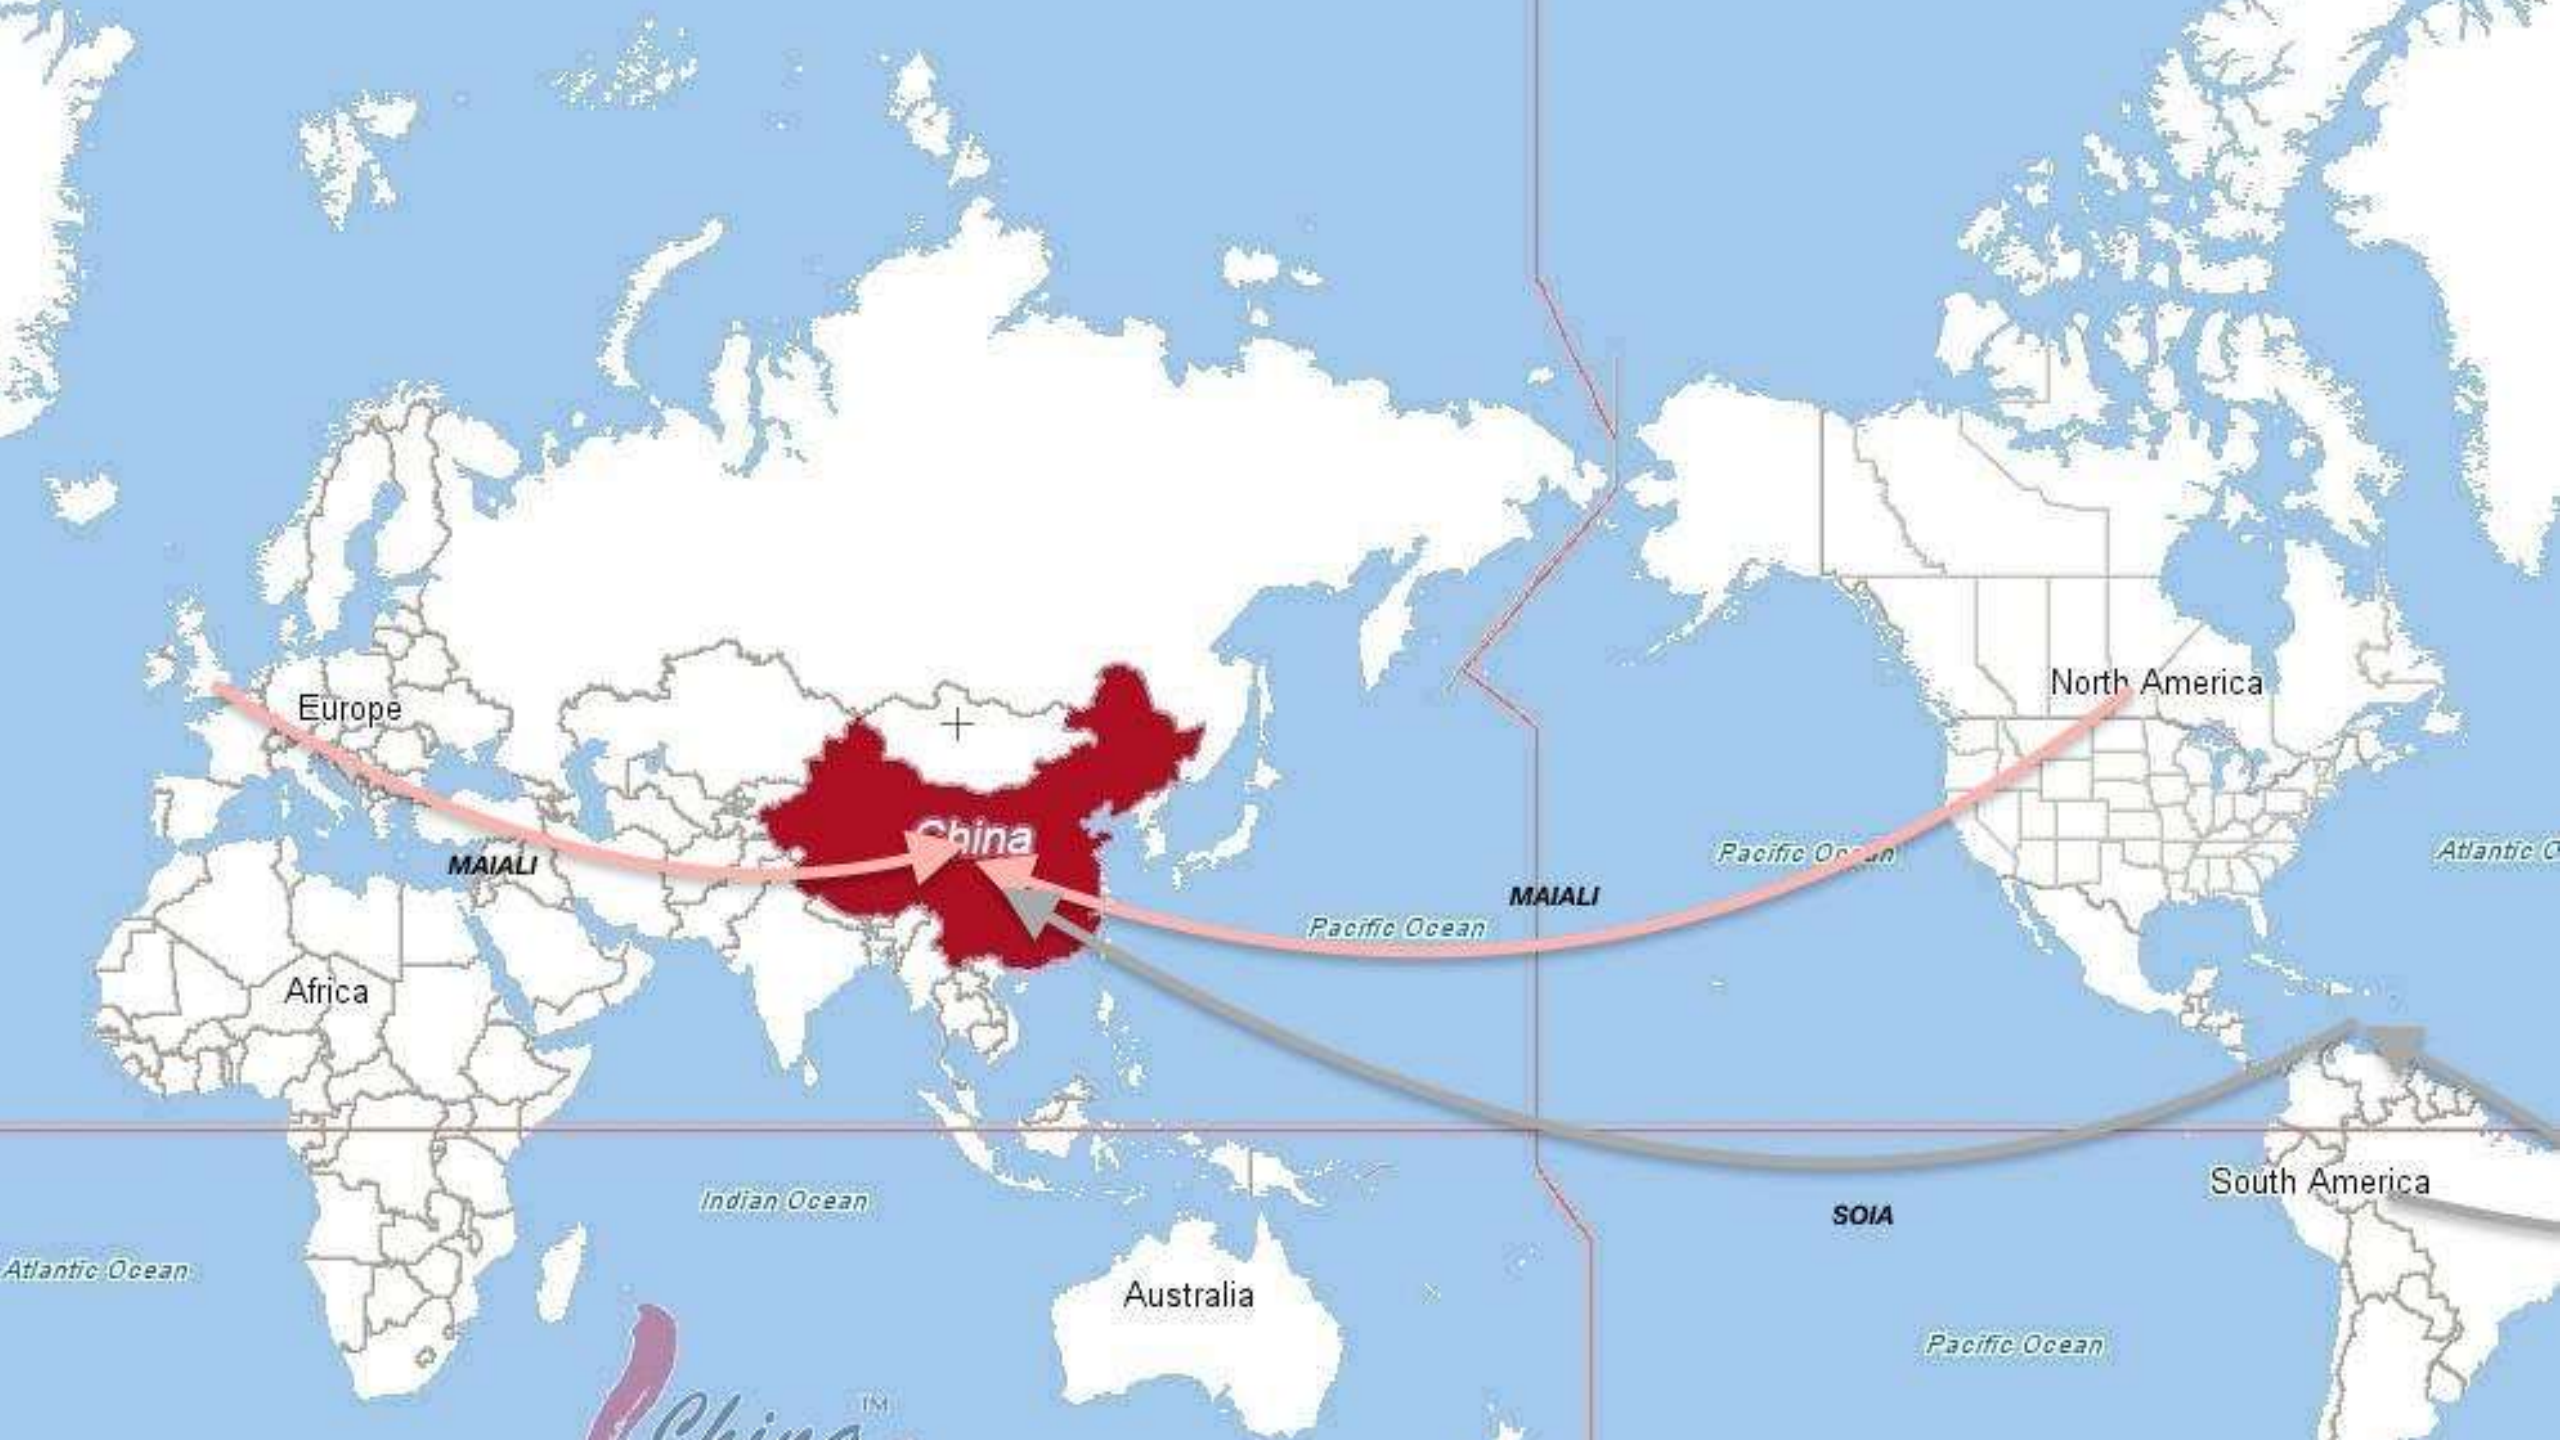 North America
Europe
China
Pacific Ocean
Atlantic O
MAIALI
MAIALI
Pacific Ocean
Africa
South America
Indian Ocean
SOIA
Atlantic Ocean
Australia
Pacific Ocean
China™